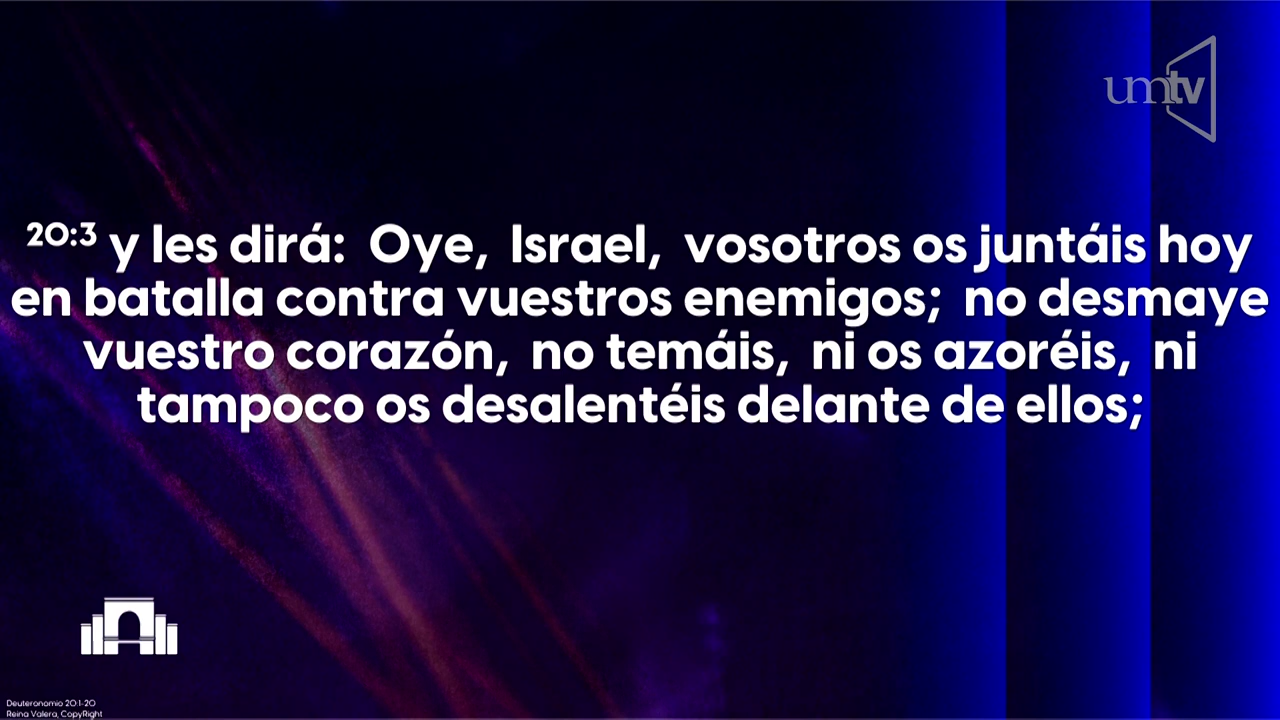 umtv
20:3 y les dirá: Oye, Israel, vosotros os juntáis hoy
en batalla contra vuestros enemigos; no desmaye
vuestro corazón, no temáis, ni os azoréis, ni
tampoco os desalentéis delante de ellos;
Deuteronomio 20:1-20
Reina Valera, CopyRight